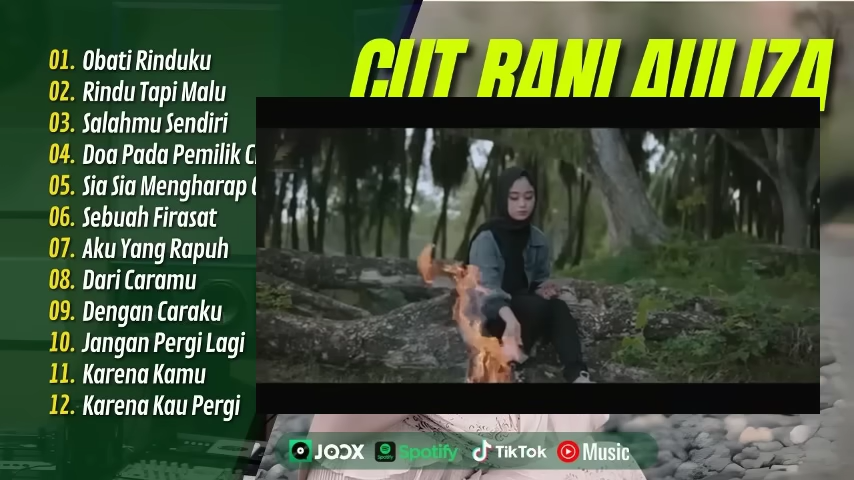 CUT RANI AULIZA
01. Obati Rinduku
02. Rindu Tapi Malu
03. Salahmu Sendiri
04. Doa Pada Pemilik
05. Sia Sia Mengharap
06. Sebuah Firasat
07. Aku Yang Rapuh
08. Dari Caramu
09. Dengan Caraku
10. Jangan Pergi Lagi
11. Karena Kamu
12. Karena Kau Pergi
JOOX Spotify Spotify TikTok Music